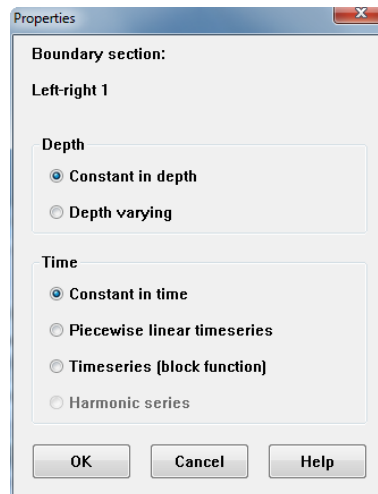 Properties
Boundary section:
Left-right 1
Depth
Constant in depth
Depth varying
Time
Constant in time
Piecewise linear timeseries
Timeseries (block function)
Harmonic series
OK Cancel Help